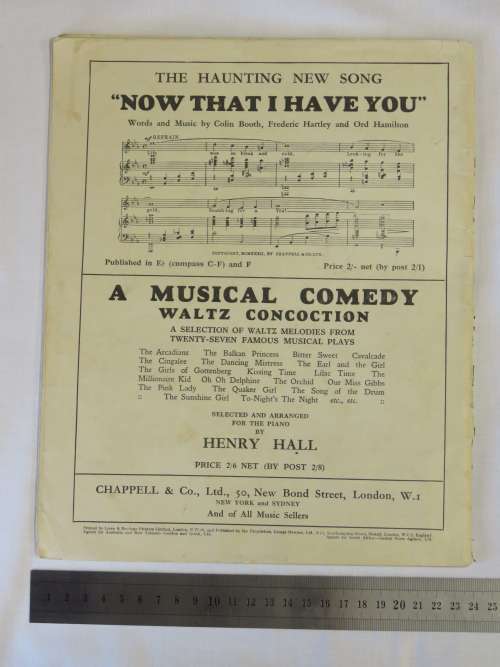 THE HAUNTING NEW SONG
"NOW THAT I HAVE YOU"
Words and Music by Colin Booth, Frederic Hartley and Ord Hamilton
REFRAIN
Published in E♭ (compass C-F) and F Price 2/- net (by post 2/1)
A MUSICAL COMEDY
WALTZ CONCOCTION
A SELECTION OF WALTZ MELODIES FROM
TWENTY-SEVEN FAMOUS MUSICAL PLAYS
The Arcadians The Balkan Princess Bitter Sweet Cavalcade
The Cingalee The Dancing Mistress The Earl and the Girl
The Girls of Gottenberg Kissing Time Lilac Time The
Millionaire Kid Oh Oh Delphine The Orchid Our Miss Gibbs
The Pink Lady The Quaker Girl The Song of the Drum
:: The Sunshine Girl To-Night's The Night etc., etc. ::
SELECTED AND ARRANGED
FOR THE PIANO
BY
HENRY HALL
PRICE 2/6 NET (BY POST 2/8)
CHAPPELL & Co., Ltd., 50, New Bond Street, London, W.1
NEW YORK and SYDNEY
And of All Music Sellers
1 2 3 4 5 6 7 8 9 10 11 12 13 14 15 16 17 18 19 20 21 22 23 24 25